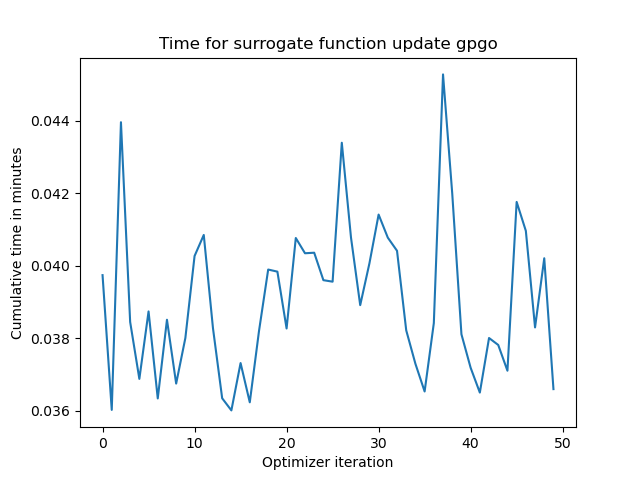 Time for surrogate function update gpgo
Cumulative time in minutes
0.044
0.042
0.040
0.038
0.036
0 10 20 30 40 50
Optimizer iteration